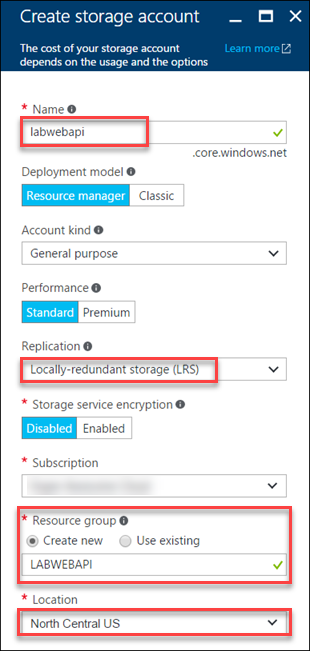 Create storage account
The cost of your storage account
depends on the usage and the options
Learn more
* Name
labwebapi
.core.windows.net
Deployment model
Resource manager Classic
Account kind
General purpose
Performance
Standard Premium
Replication
Locally-redundant storage (LRS)
* Storage service encryption
Disabled Enabled
* Subscription
* Resource group
Create new Use existing
LABWEBAPI
* Location
North Central US